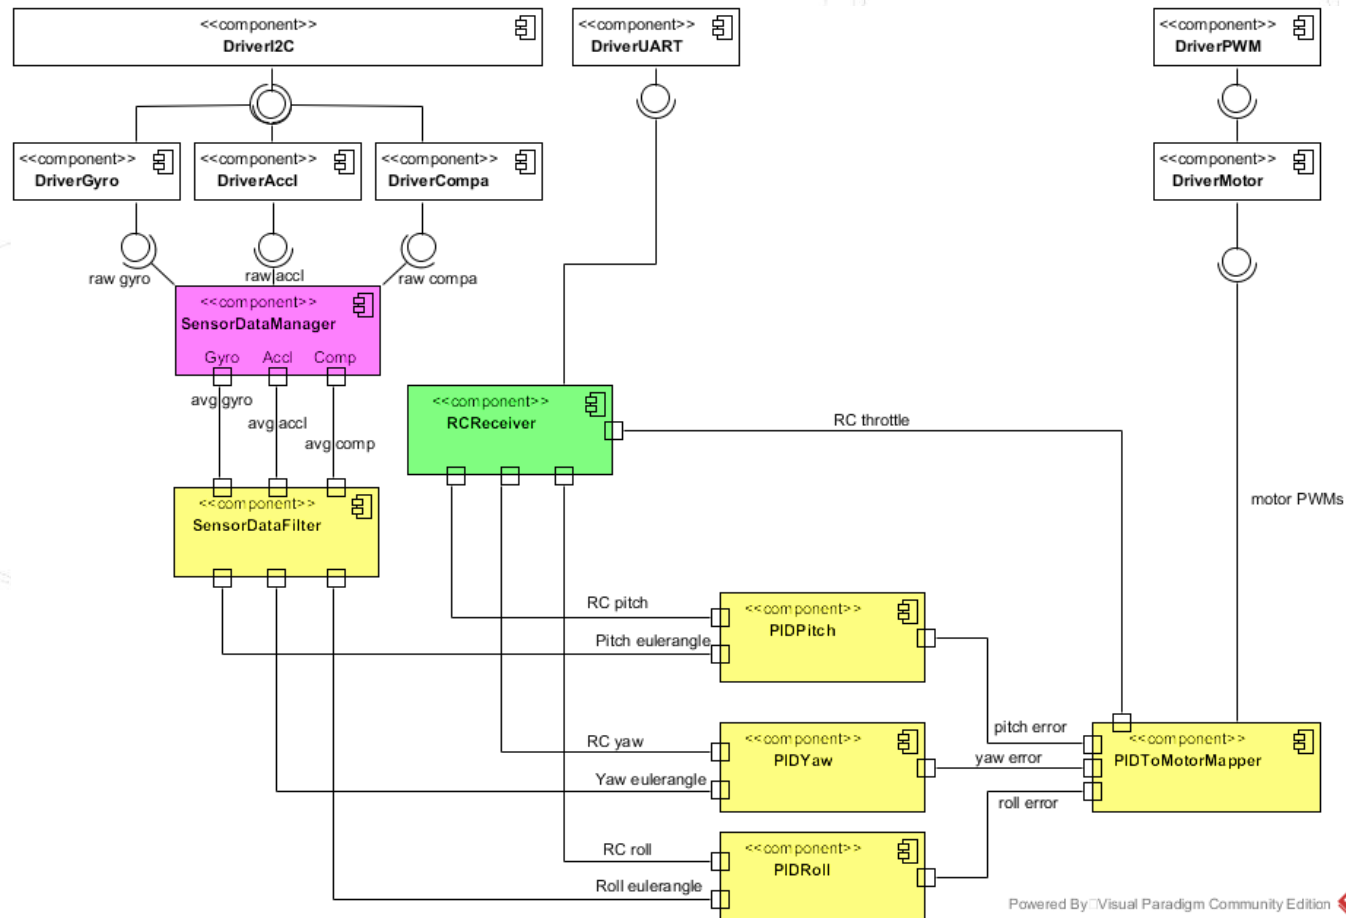 <<component>>
DriverI2C
<<component>>
DriverUART
<<component>>
DriverPWM
<<component>>
DriverGyro
<<component>>
DriverAccl
<<component>>
DriverCompa
<<component>>
DriverMotor
raw gyro
raw accl
raw compa
<<component>>
SensorDataManager
Gyro Accl Comp
avg gyro
avg accl
avg comp
<<component>>
RCReceiver
RC throttle
<<component>>
SensorDataFilter
motor PWMs
RC pitch
Pitch eulerangle
<<component>>
PIDPitch
RC yaw
Yaw eulerangle
<<component>>
PIDYaw
pitch error
yaw error
roll error
<<component>>
PIDToMotorMapper
RC roll
Roll eulerangle
<<component>>
PIDRoll
Powered By Visual Paradigm Community Edition